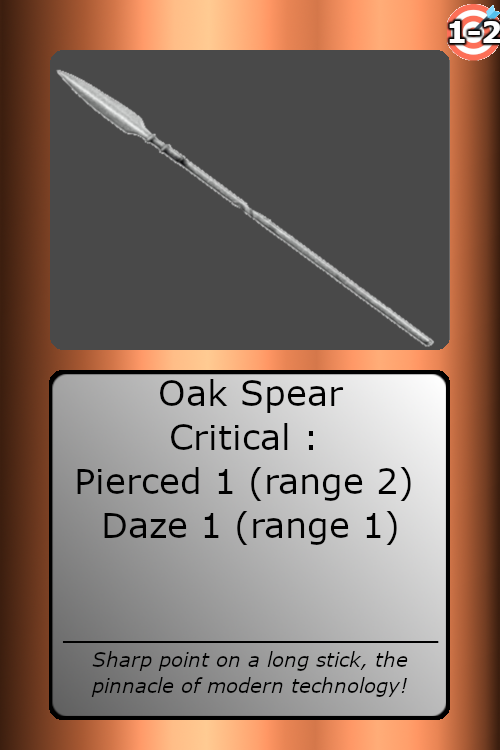 1-2
Oak Spear
Critical :
Pierced 1 (range 2)
Daze 1 (range 1)
Sharp point on a long stick, the
pinnacle of modern technology!